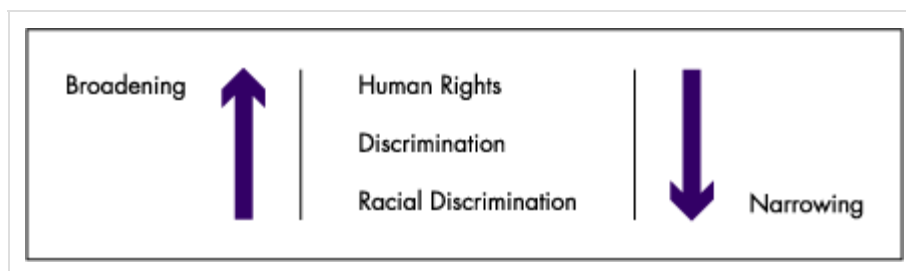 Broadening
Human Rights
Discrimination
Racial Discrimination
Narrowing